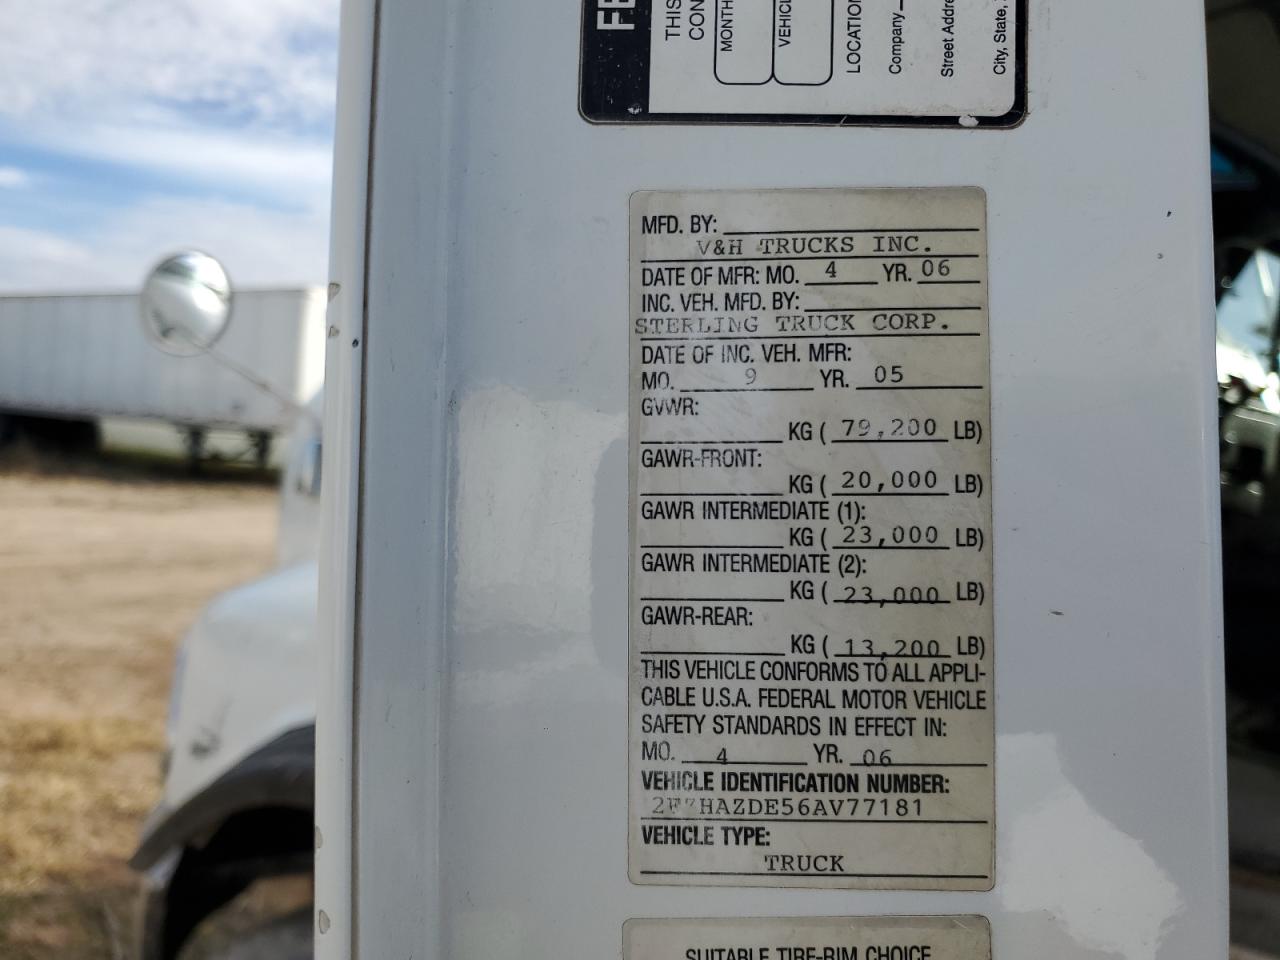 THIS
CON
MONTH
VEHICL
LOCATION
Company
Street Addre
City, State,
MFD. BY:
V&H TRUCKS INC.
DATE OF MFR: MO. 4 YR. 06
INC. VEH. MFD. BY:
STERLING TRUCK CORP.
DATE OF INC. VEH. MFR:
MO. 9 YR. 05
GVWR:
KG ( 79,200 LB)
GAWR-FRONT:
KG ( 20,000 LB)
GAWR INTERMEDIATE (1):
KG ( 23,000 LB)
GAWR INTERMEDIATE (2):
KG ( 23,000 LB)
GAWR-REAR:
KG ( 13,200 LB)
THIS VEHICLE CONFORMS TO ALL APPLI-
CABLE U.S.A. FEDERAL MOTOR VEHICLE
SAFETY STANDARDS IN EFFECT IN:
MO. 4 YR. 06
VEHICLE IDENTIFICATION NUMBER:
2FZHAZDE56AV77181
VEHICLE TYPE:
TRUCK
SUITABLE TIRE-RIM CHOICE